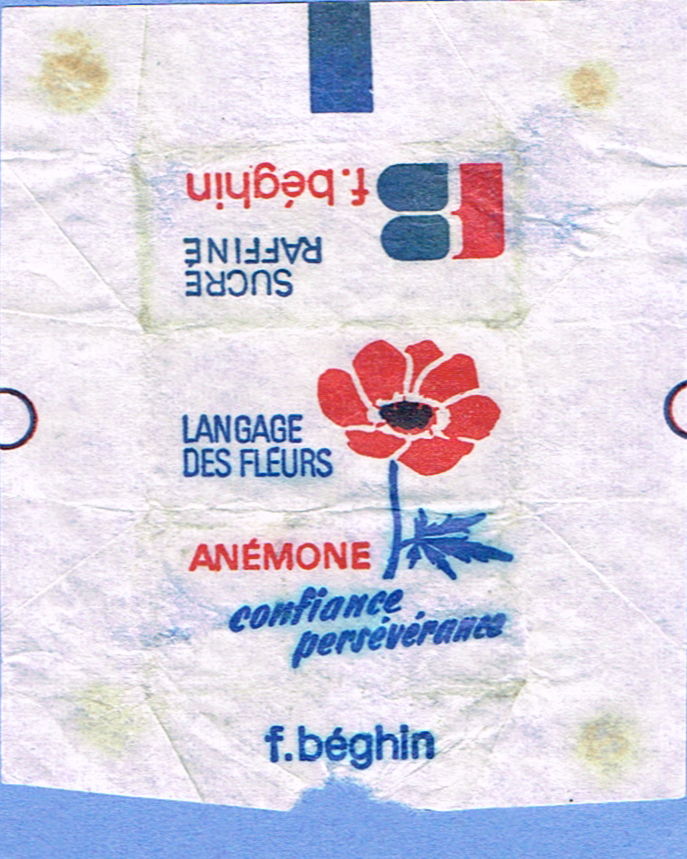 f.béghin
SUCRE
RAFFINÉ
LANGAGE
DES FLEURS
ANÉMONE
confiance
persévérance
f.béghin